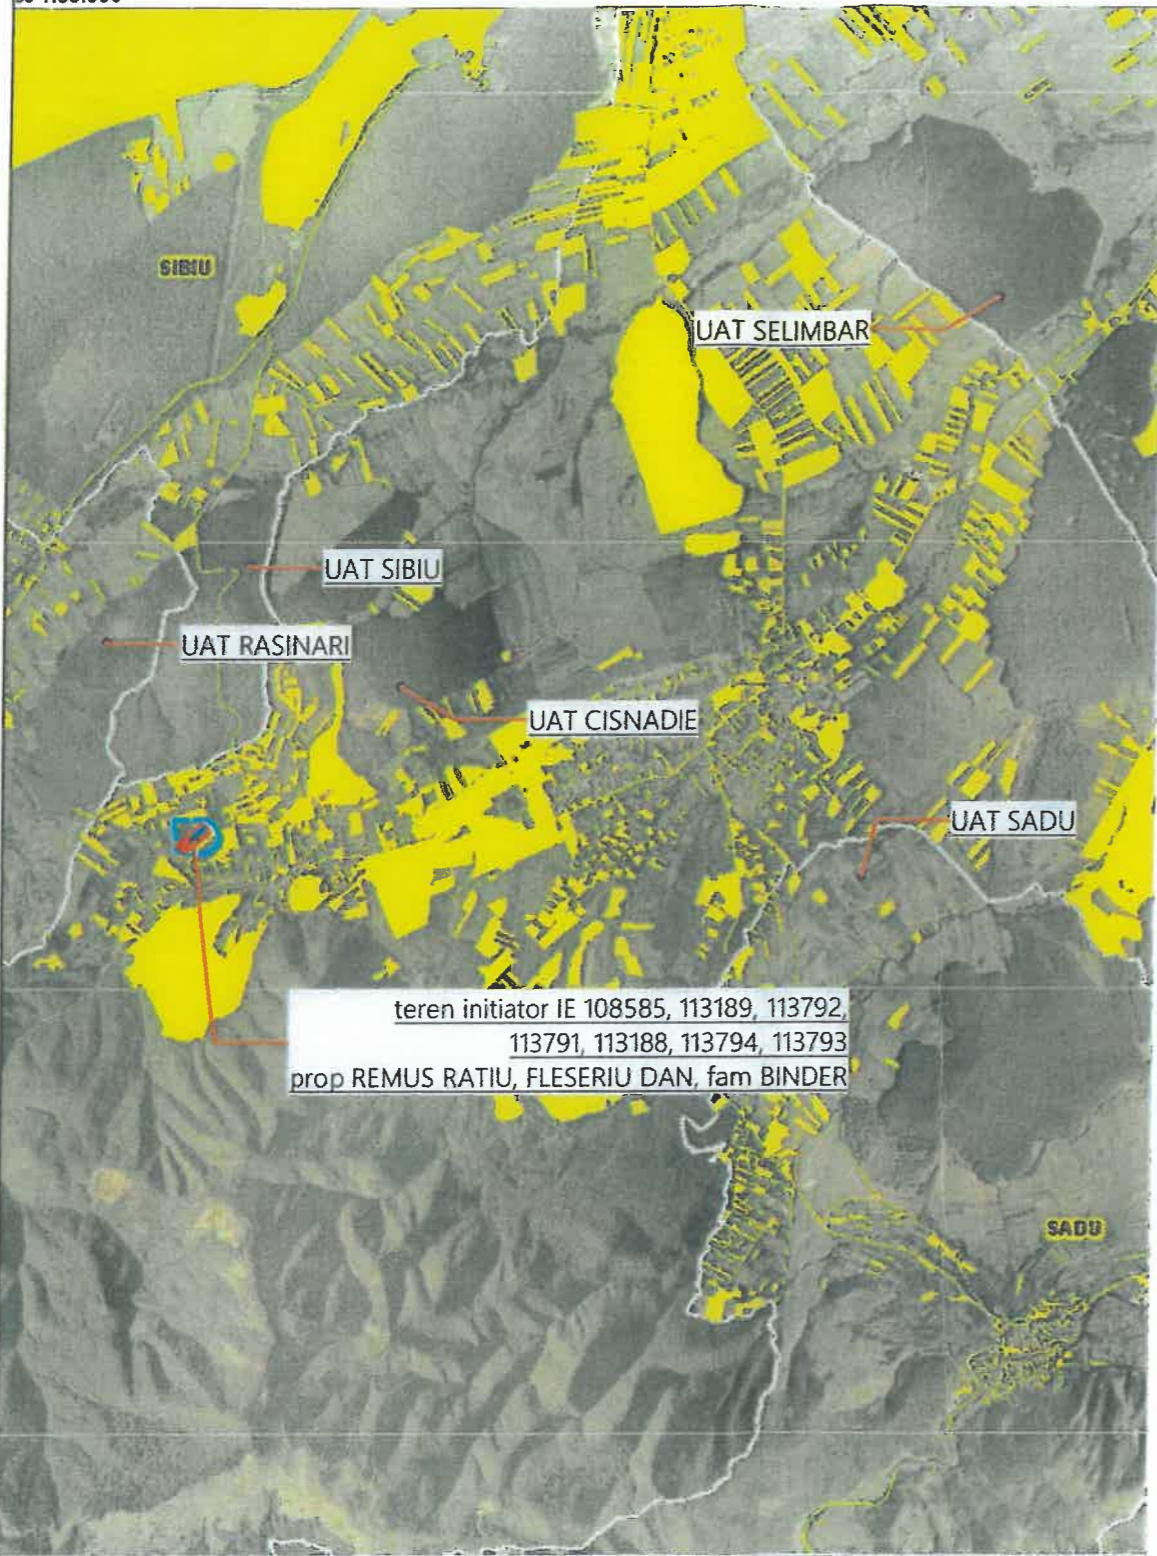 SIBIU
UAT SELIMBAR
UAT SIBIU
UAT RASINARI
UAT CISNADIE
UAT SADU
teren initiator IE 108585, 113189, 113792,
113791, 113188, 113794, 113793
prop REMUS RATIU, FLESERIU DAN, fam BINDER
SADU